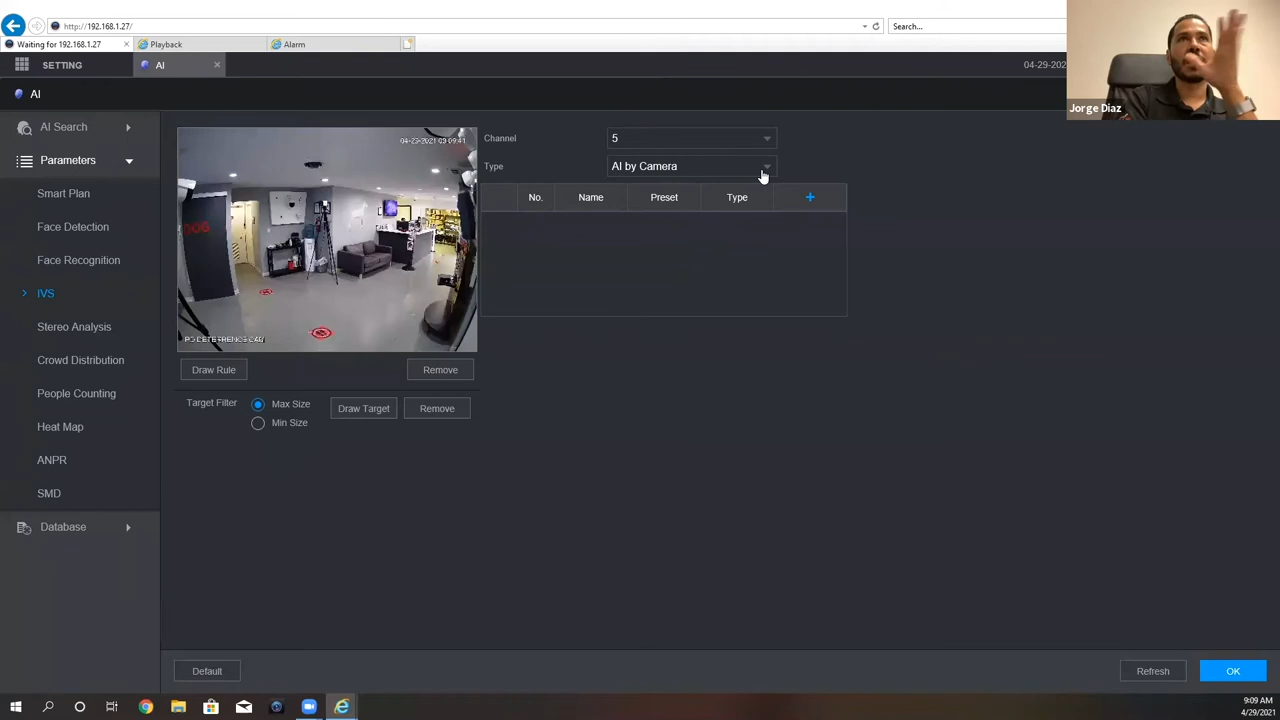 http://192.168.1.27/
Search...
Waiting for 192.168.1.27
Playback
Alarm
SETTING
AI
04-29-202
AI
Jorge Diaz
AI Search
Parameters
Smart Plan
Face Detection
Face Recognition
IVS
Stereo Analysis
Crowd Distribution
People Counting
Heat Map
ANPR
SMD
Database
Channel
5
Type
AI by Camera
No.
Name
Preset
Type
+
Draw Rule
Remove
Target Filter
Max Size
Min Size
Draw Target
Remove
Default
Refresh
OK
9:09 AM
4/29/2021